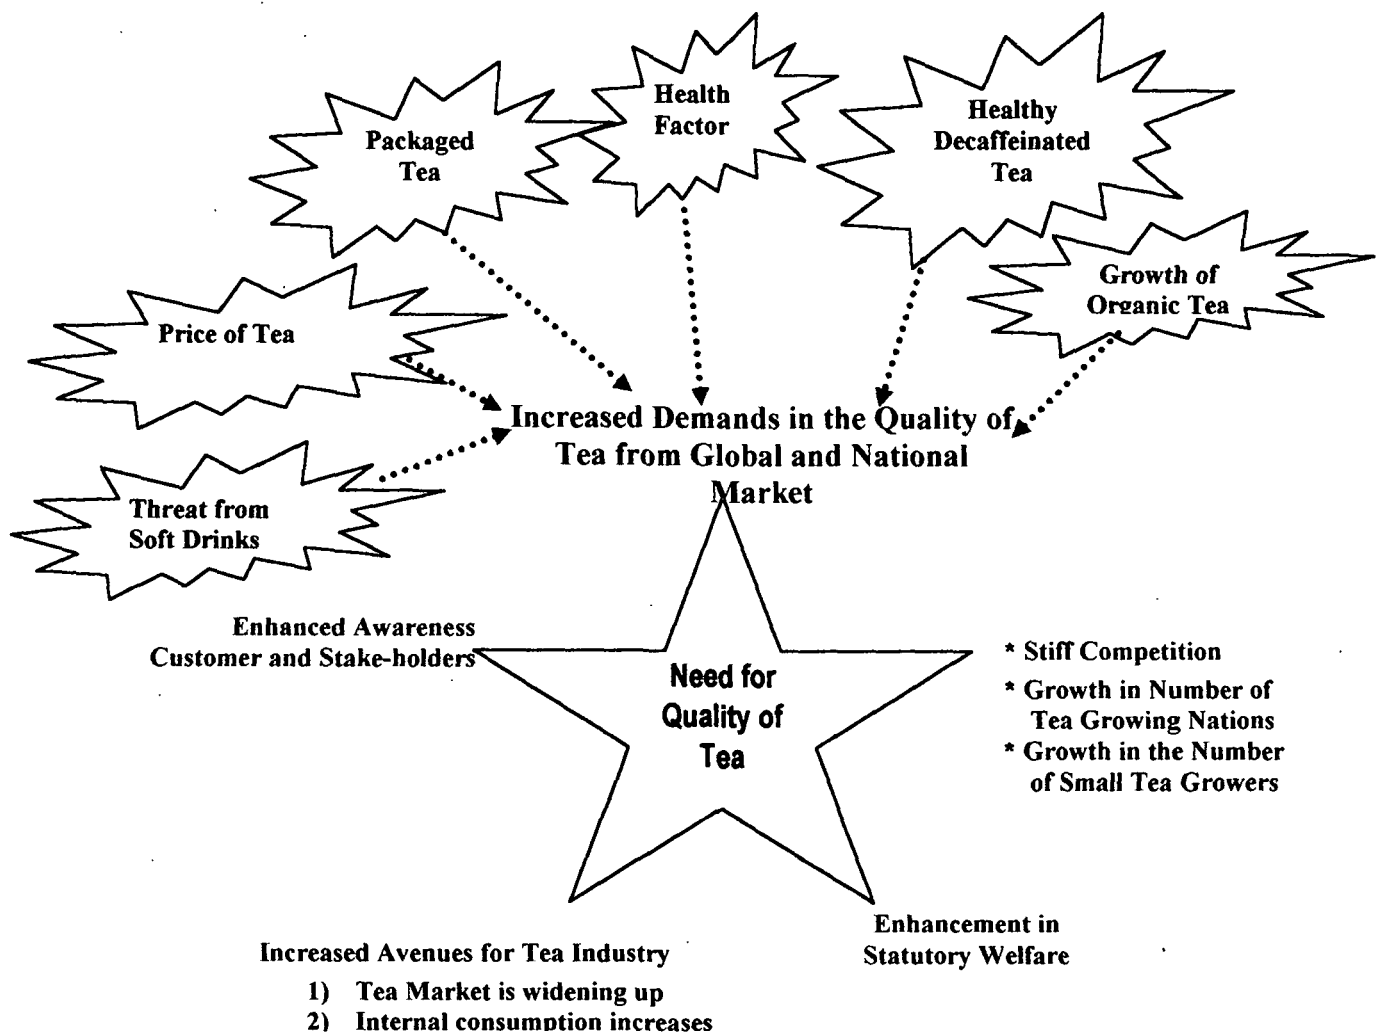 Health
Factor
Healthy
Decaffeinated
Tea
Packaged
Tea
Growth of
Organic Tea
Price of Tea
Increased Demands in the Quality of
Tea from Global and National
Market
Threat from
Soft Drinks
Enhanced Awareness
Customer and Stake-holders
Need for
Quality of
Tea
* Stiff Competition
* Growth in Number of
Tea Growing Nations
* Growth in the Number
of Small Tea Growers
Enhancement in
Statutory Welfare
Increased Avenues for Tea Industry
1) Tea Market is widening up
2) Internal consumption increases